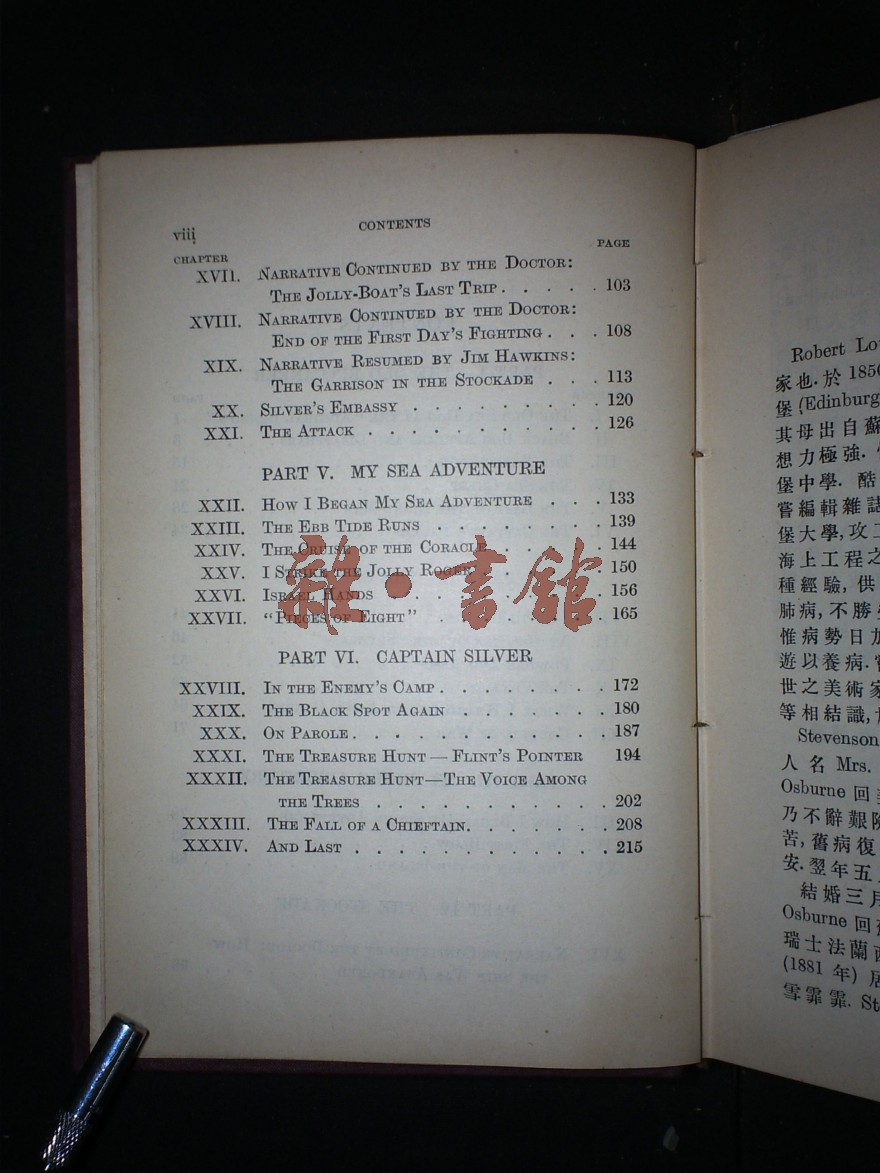 viii
CONTENTS
CHAPTER PAGE
XVII. NARRATIVE CONTINUED BY THE DOCTOR:
THE JOLLY-BOAT'S LAST TRIP . . . . . 103
XVIII. NARRATIVE CONTINUED BY THE DOCTOR:
END OF THE FIRST DAY'S FIGHTING . . . 108
XIX. NARRATIVE RESUMED BY JIM HAWKINS:
THE GARRISON IN THE STOCKADE . . . 113
XX. SILVER'S EMBASSY . . . . . . . . . . 120
XXI. THE ATTACK . . . . . . . . . . . . 126
PART V. MY SEA ADVENTURE
XXII. HOW I BEGAN MY SEA ADVENTURE . . . 133
XXIII. THE EBB TIDE RUNS . . . . . . . . 139
XXIV. THE CRUISE OF THE CORACLE . . . . . . 144
XXV. I STRIKE THE JOLLY ROGER . . . . . . 150
XXVI. ISRAEL HANDS . . . . . . . . . . 156
XXVII. "PIECES OF EIGHT" . . . . . . . . 165
PART VI. CAPTAIN SILVER
XXVIII. IN THE ENEMY'S CAMP . . . . . . . . 172
XXIX. THE BLACK SPOT AGAIN . . . . . . . 180
XXX. ON PAROLE . . . . . . . . . . . . 187
XXXI. THE TREASURE HUNT — FLINT'S POINTER 194
XXXII. THE TREASURE HUNT—THE VOICE AMONG
THE TREES . . . . . . . . . . . 202
XXXIII. THE FALL OF A CHIEFTAIN . . . . . . . 208
XXXIV. AND LAST . . . . . . . . . . . . 215
雜·書館
Robert
家也.於 1850
堡 (Edinburg
其母出自蘇
想力極強.
堡中學. 酷
嘗編輯雜誌
堡大學,攻工
海上工程之
種經驗, 供
肺病,不勝
惟病勢日加
遊以養病.
世之美術家
等相結識,
Stevenson
人名 Mrs.
Osburne 回美
乃不辭艱險
苦,舊病復
安.翌年五
結婚三月
Osburne 回
瑞士法蘭西
(1881 年) 居
雪霏霏.